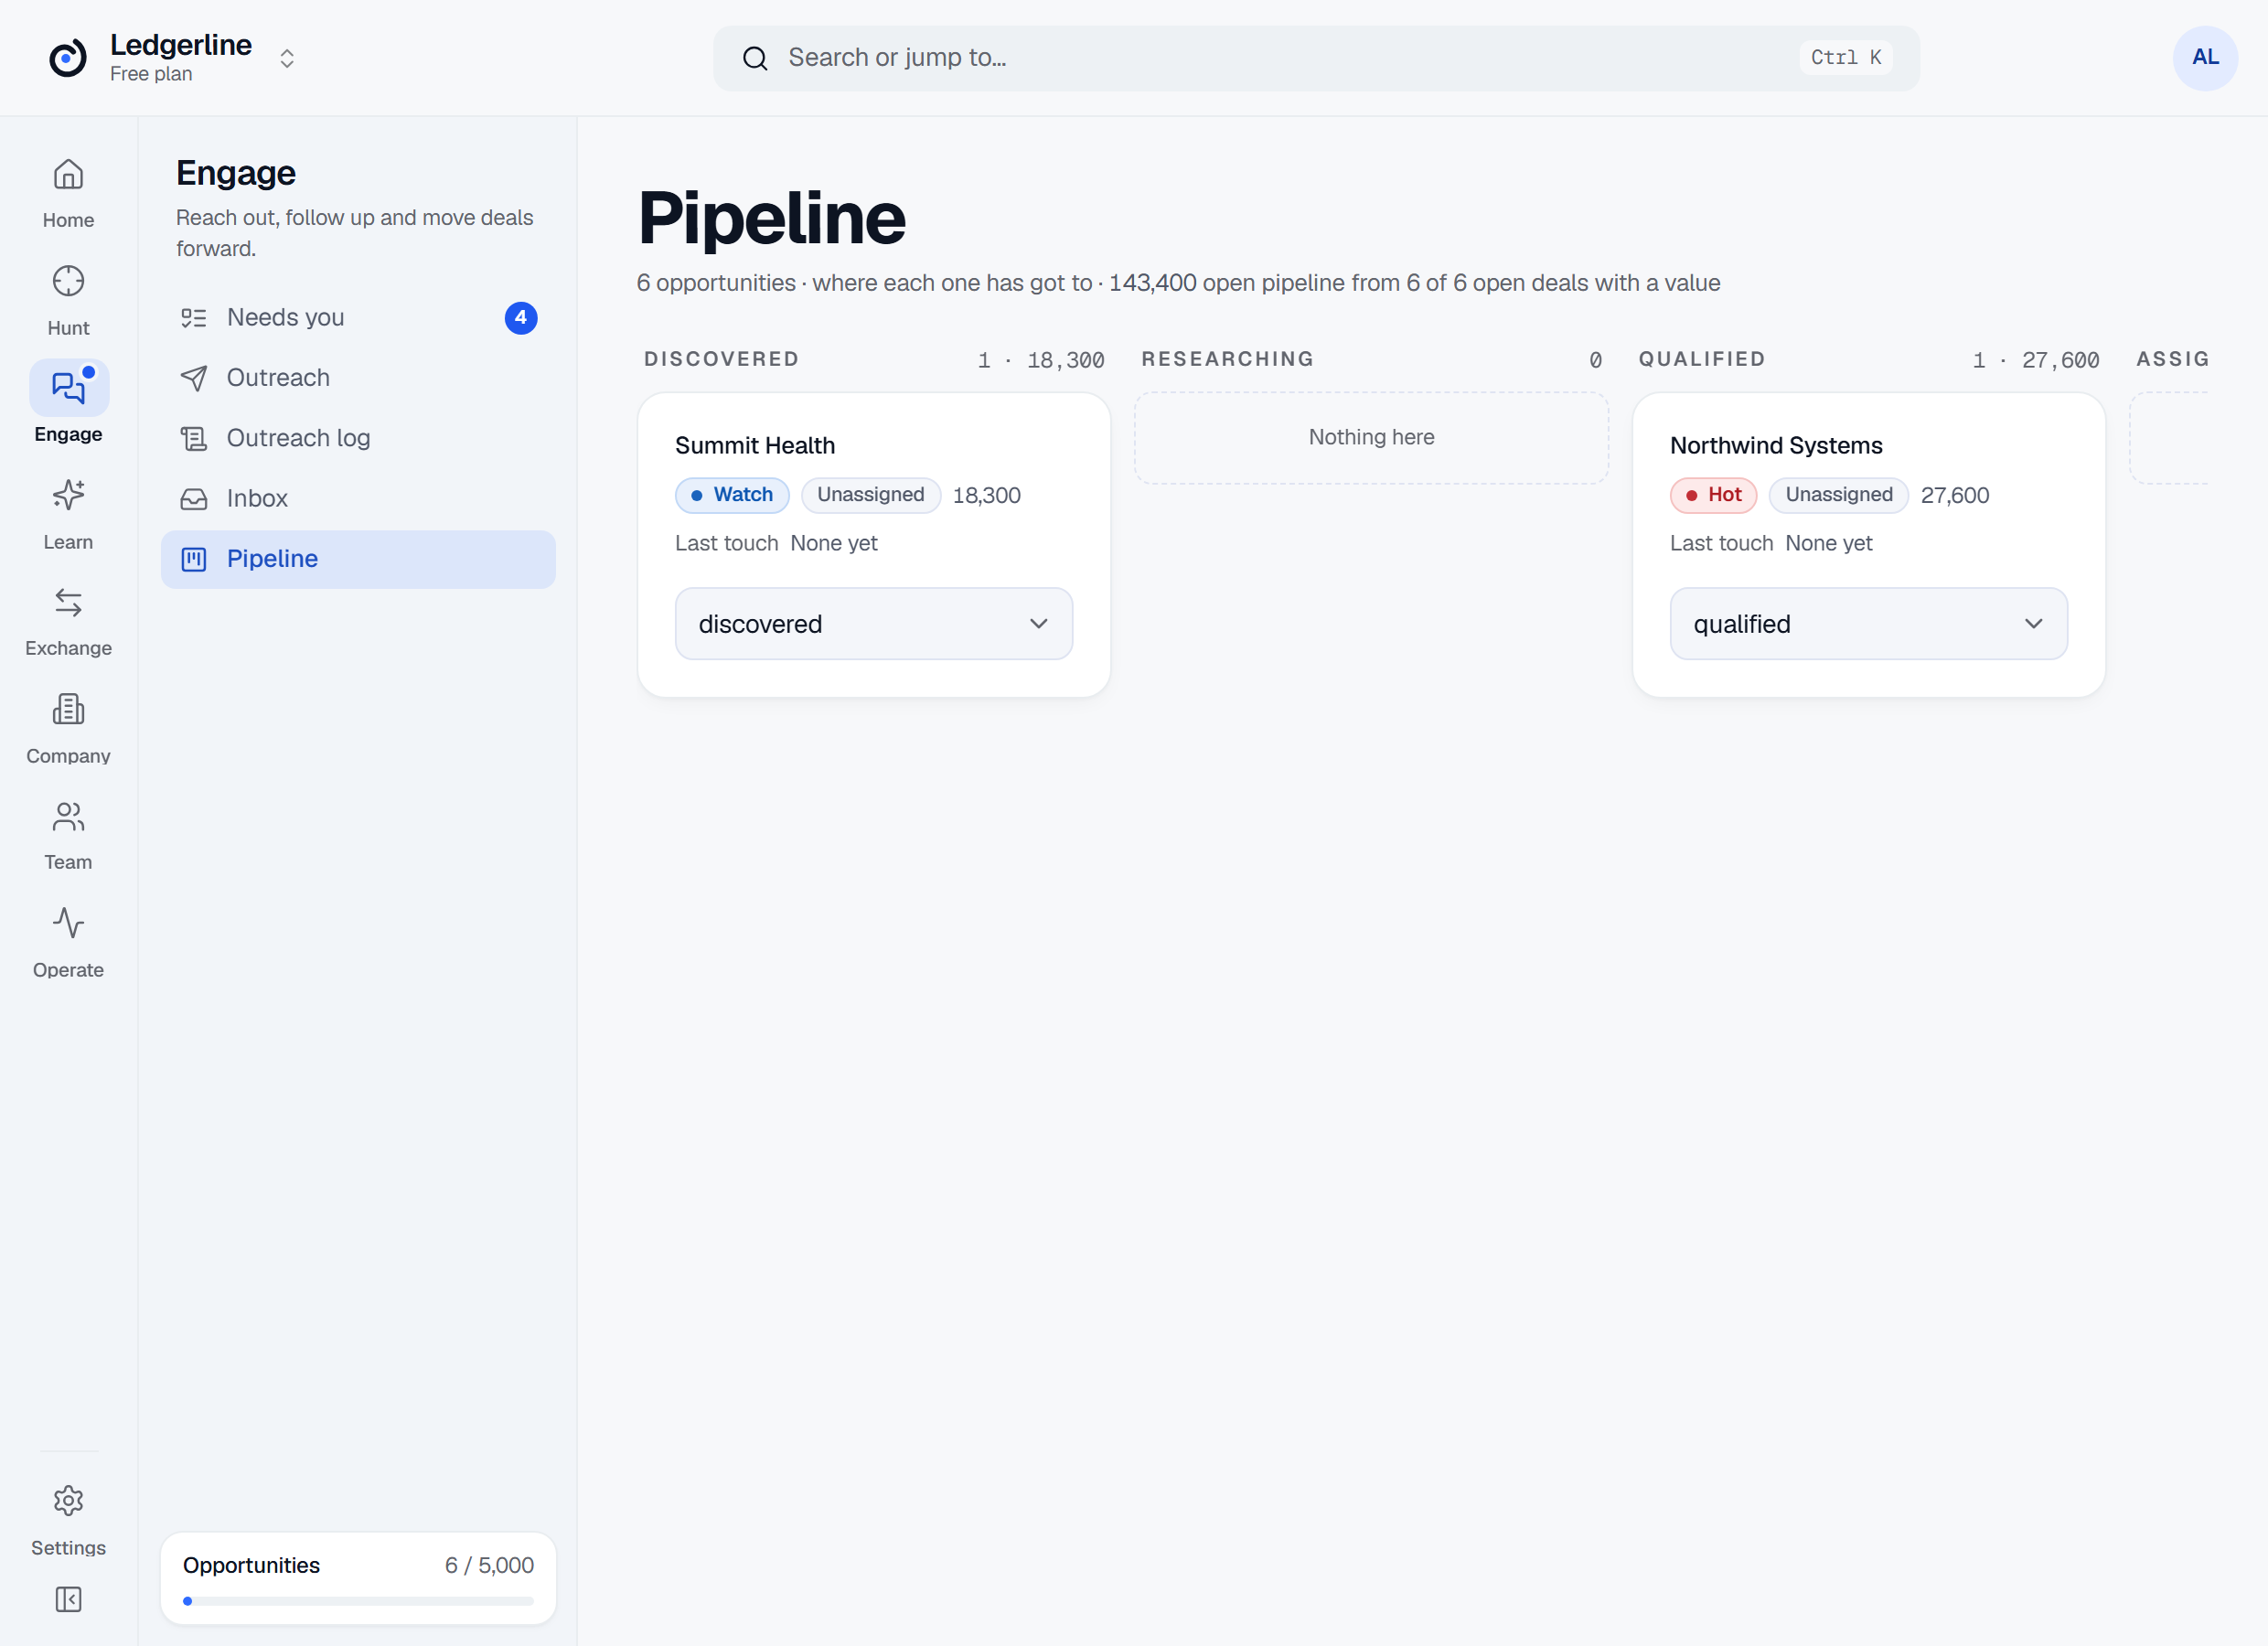 Ledgerline
Free plan
Search or jump to...
Ctrl K
AL
Home
Hunt
Engage
Learn
Exchange
Company
Team
Operate
Settings
Engage
Reach out, follow up and move deals
forward.
Needs you
4
Outreach
Outreach log
Inbox
Pipeline
Opportunities
6 / 5,000
Pipeline
6 opportunities · where each one has got to · 143,400 open pipeline from 6 of 6 open deals with a value
DISCOVERED
1 · 18,300
Summit Health
Watch
Unassigned
18,300
Last touch None yet
discovered
RESEARCHING
0
Nothing here
QUALIFIED
1 · 27,600
Northwind Systems
Hot
Unassigned
27,600
Last touch None yet
qualified
ASSIG